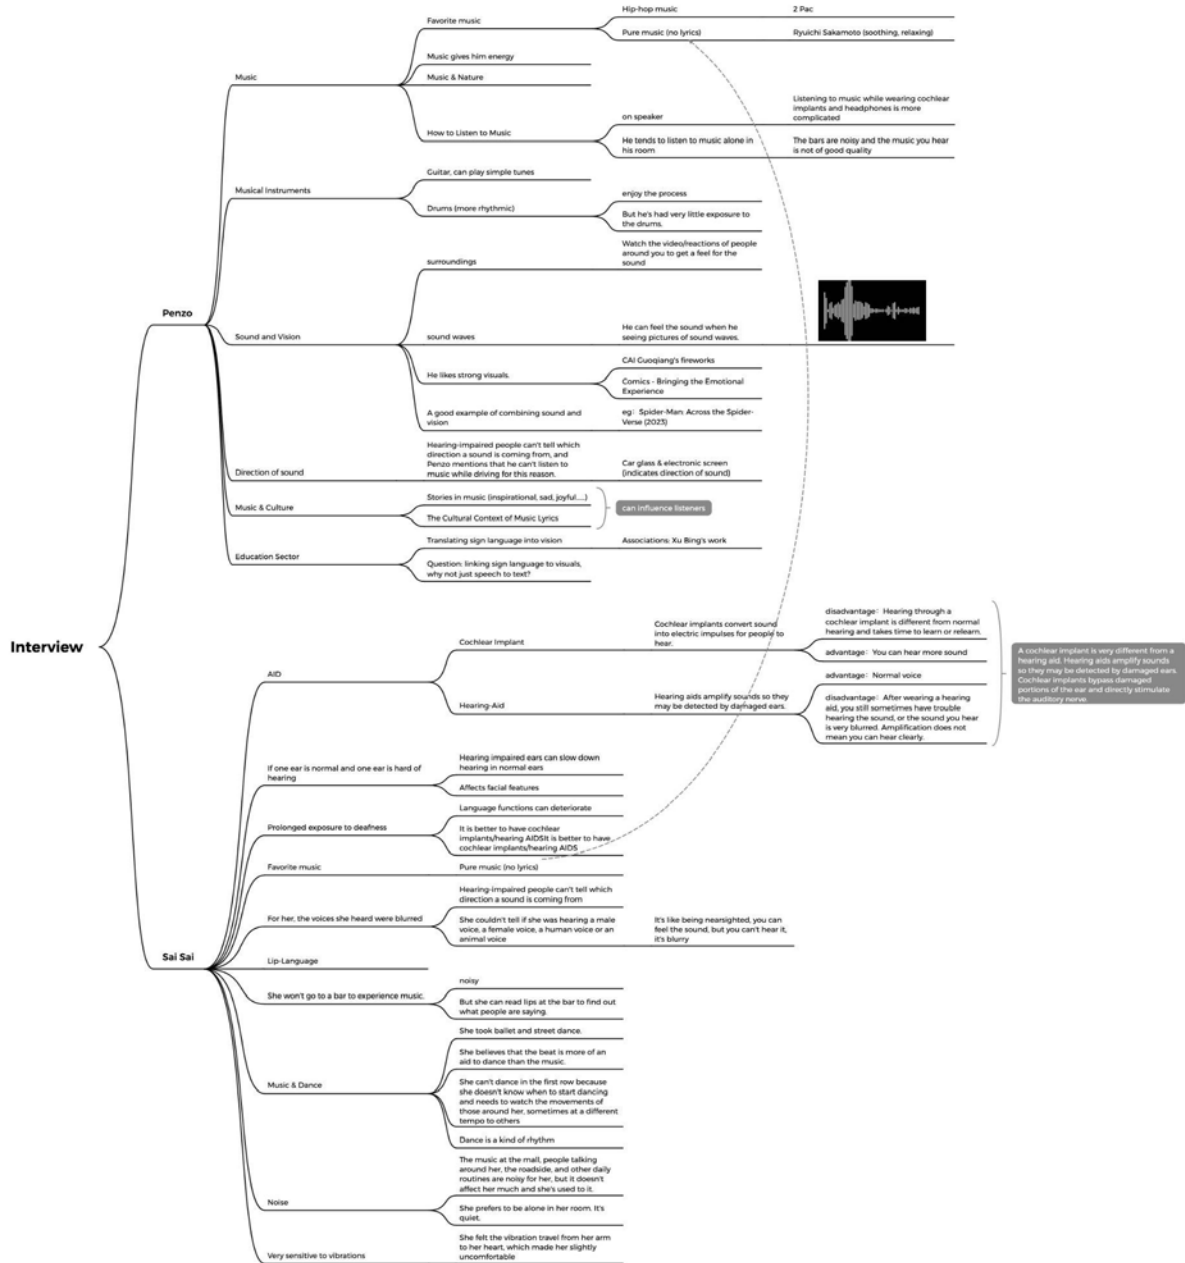 Interview
Penzo
Music
Favorite music
Hip-hop music
2 Pac
Pure music (no lyrics)
Ryuichi Sakamoto (soothing, relaxing)
Music gives him energy
Music & Nature
How to Listen to Music
on speaker
Listening to music while wearing cochlear
implants and headphones is more
complicated
He tends to listen to music alone in
his room
The bars are noisy and the music you hear
is not of good quality
Musical Instruments
Guitar, can play simple tunes
Drums (more rhythmic)
enjoy the process
But he's had very little exposure to
the drums.
Sound and Vision
surroundings
Watch the video/reactions of people
around you to get a feel for the
sound
sound waves
He can feel the sound when he
seeing pictures of sound waves.
He likes strong visuals.
CAI Guoqiang's fireworks
Comics - Bringing the Emotional
Experience
A good example of combining sound and
vision
eg: Spider-Man: Across the Spider-
Verse (2023)
Direction of sound
Hearing-impaired people can't tell which
direction a sound is coming from, and
Penzo mentions that he can't listen to
music while driving for this reason.
Car glass & electronic screen
(indicates direction of sound)
Music & Culture
Stories in music (inspirational, sad, joyful.....)
The Cultural Context of Music Lyrics
can influence listeners
Education Sector
Translating sign language into vision
Associations: Xu Bing's work
Question: linking sign language to visuals,
why not just speech to text?
Sai Sai
AID
Cochlear Implant
Cochlear implants convert sound
into electric impulses for people to
hear.
disadvantage: Hearing through a
cochlear implant is different from normal
hearing and takes time to learn or relearn.
advantage: You can hear more sound
Hearing-Aid
Hearing aids amplify sounds so they
may be detected by damaged ears.
advantage: Normal voice
disadvantage: After wearing a hearing
aid, you still sometimes have trouble
hearing the sound, or the sound you hear
is very blurred. Amplification does not
mean you can hear clearly.
A cochlear implant is very different from a
hearing aid. Hearing aids amplify sounds
so they may be detected by damaged ears.
Cochlear implants bypass damaged
portions of the ear and directly stimulate
the auditory nerve.
If one ear is normal and one ear is hard of
hearing
Hearing impaired ears can slow down
hearing in normal ears
Affects facial features
Prolonged exposure to deafness
Language functions can deteriorate
It is better to have cochlear
implants/hearing AIDSIt is better to have
cochlear implants/hearing AIDS
Favorite music
Pure music (no lyrics)
For her, the voices she heard were blurred
Hearing-impaired people can't tell which
direction a sound is coming from
She couldn't tell if she was hearing a male
voice, a female voice, a human voice or an
animal voice
It's like being nearsighted, you can
feel the sound, but you can't hear it,
it's blurry
Lip-Language
She won't go to a bar to experience music.
noisy
But she can read lips at the bar to find out
what people are saying.
Music & Dance
She took ballet and street dance.
She believes that the beat is more of an
aid to dance than the music.
She can't dance in the first row because
she doesn't know when to start dancing
and needs to watch the movements of
those around her, sometimes at a different
tempo to others
Dance is a kind of rhythm
Noise
The music at the mall, people talking
around her, the roadside, and other daily
routines are noisy for her, but it doesn't
affect her much and she's used to it.
She prefers to be alone in her room. It's
quiet.
Very sensitive to vibrations
She felt the vibration travel from her arm
to her heart, which made her slightly
uncomfortable